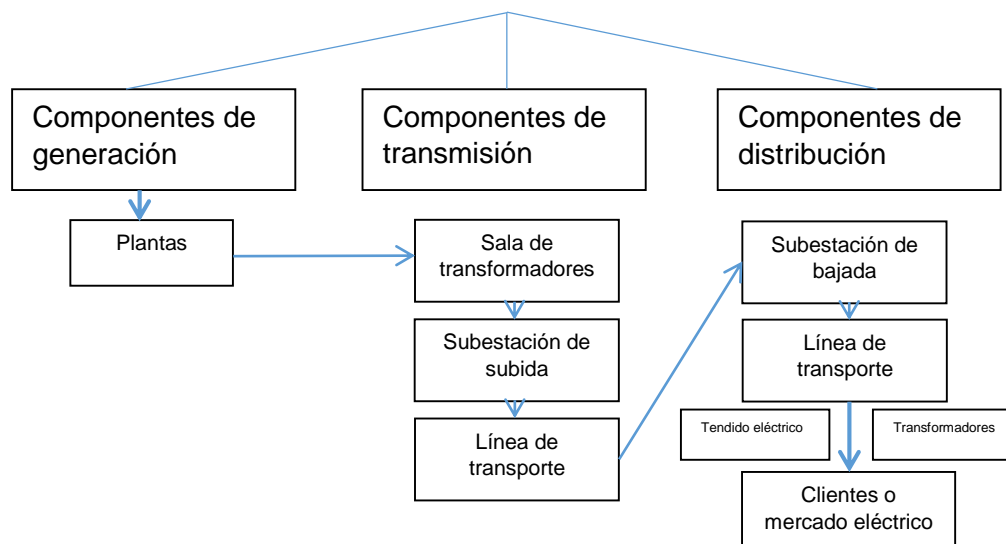 Componentes de
generación
Componentes de
transmisión
Componentes de
distribución
Plantas
Sala de
transformadores
Subestación de
subida
Línea de
transporte
Subestación de
bajada
Línea de
transporte
Tendido eléctrico
Transformadores
Clientes o
mercado eléctrico